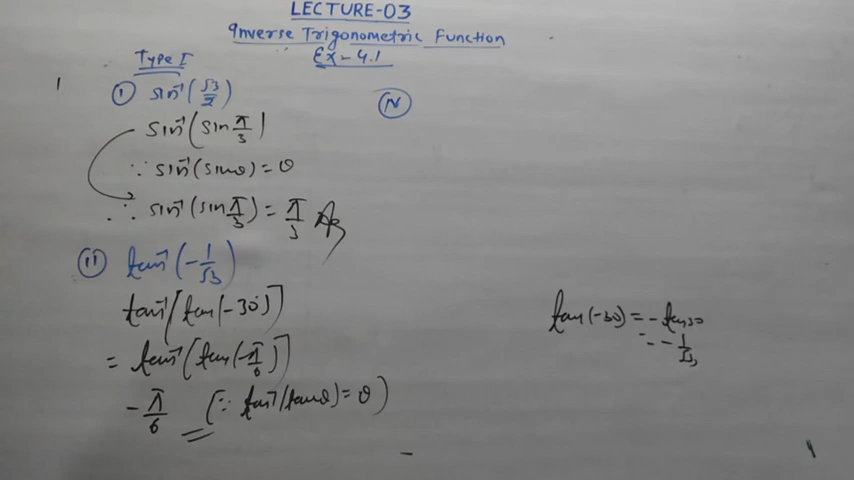 LECTURE-03
Inverse Trigonometric Function
Ex-4.1
Type I
(i) sin⁻¹(√3/2)
(iv)
sin⁻¹(sin π/3)
∵ sin⁻¹(sinθ) = θ
∴ sin⁻¹(sin π/3) = π/3 Ans
(ii) tan⁻¹(-1/√3)
tan⁻¹[tan(-30°)]
= tan⁻¹[tan(-π/6)]
-π/6 (∵ tan⁻¹(tanθ) = θ)
tan(-30) = -tan30
= -1/√3